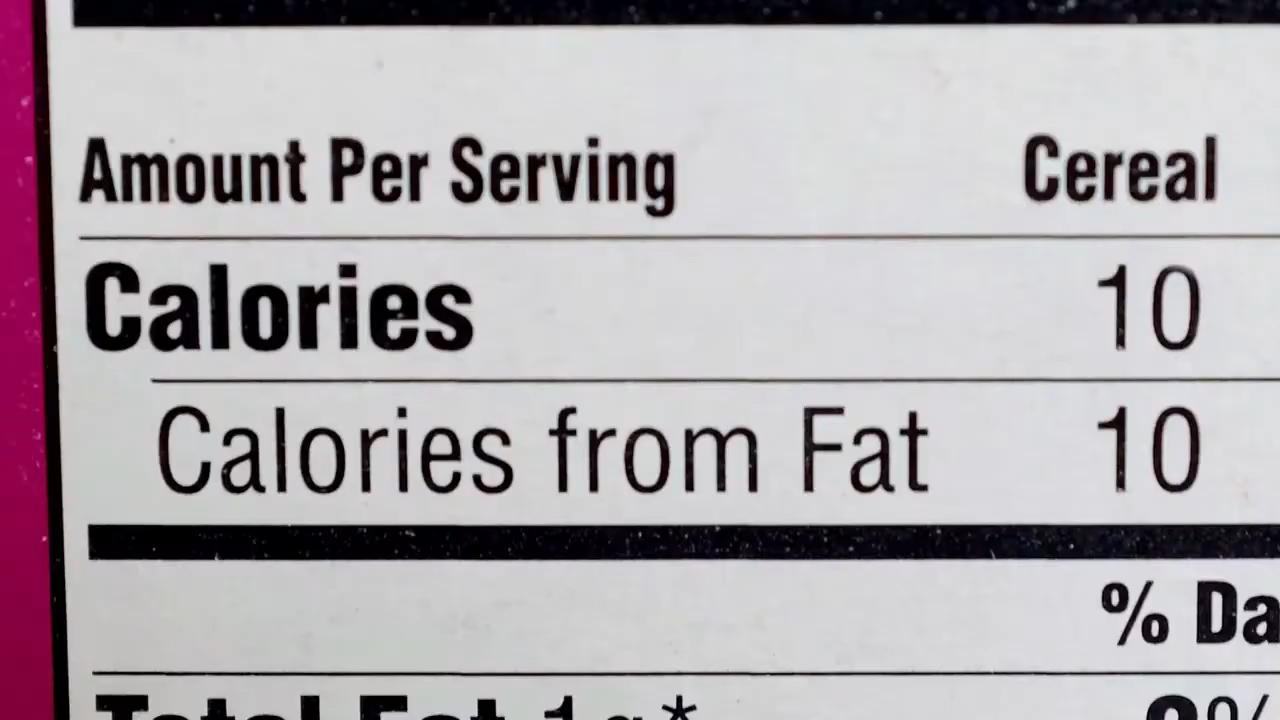 Amount Per Serving Cereal
Calories 10
Calories from Fat 10
% Da
Total Fat 1g*